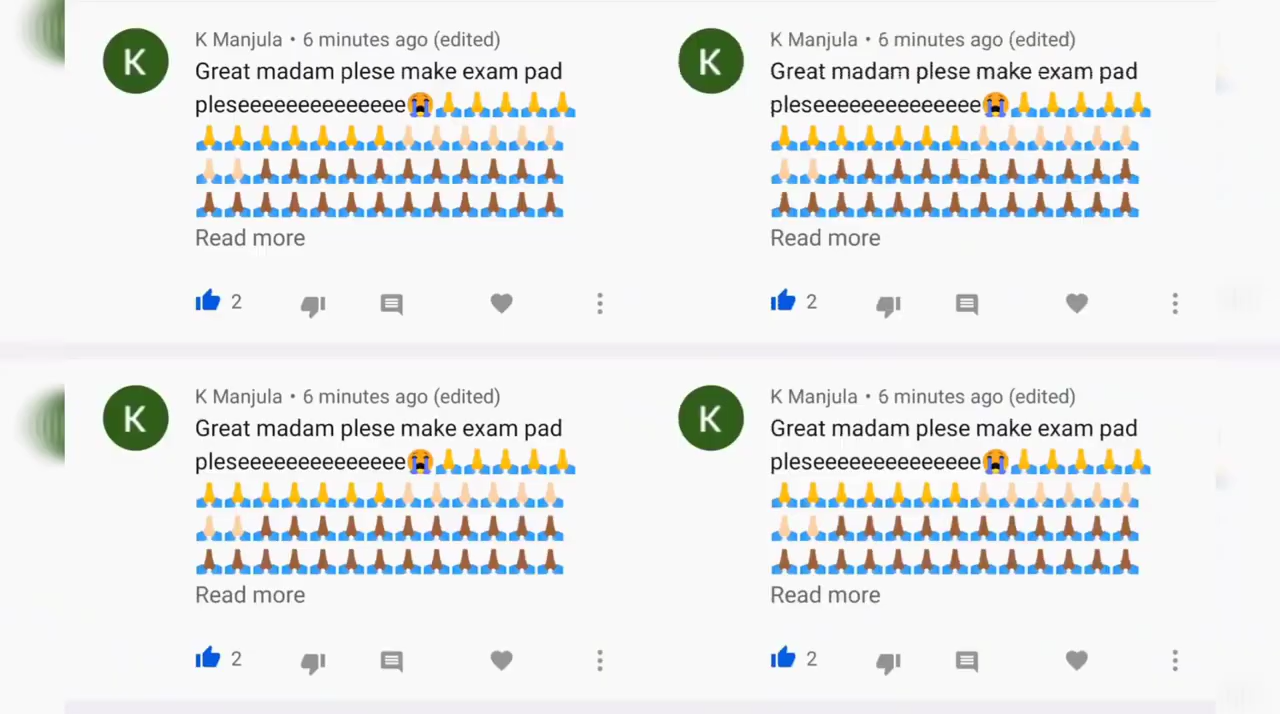 K Manjula • 6 minutes ago (edited)
Great madam plese make exam pad
pleseeeeeeeeeeeeeee😭🙏🙏🙏🙏🙏
🙏🙏🙏🙏🙏🙏🙏🙏🏻🙏🏻🙏🏻🙏🏻🙏🏻🙏🏻
🙏🏻🙏🏻🙏🏾🙏🏾🙏🏾🙏🏾🙏🏾🙏🏾🙏🏾🙏🏾🙏🏾🙏🏾🙏🏾
🙏🏾🙏🏾🙏🏾🙏🏾🙏🏾🙏🏾🙏🏾🙏🏾🙏🏾🙏🏾🙏🏾🙏🏾🙏🏾
Read more
2
K Manjula • 6 minutes ago (edited)
Great madam plese make exam pad
pleseeeeeeeeeeeeeee😭🙏🙏🙏🙏🙏
🙏🙏🙏🙏🙏🙏🙏🙏🏻🙏🏻🙏🏻🙏🏻🙏🏻🙏🏻
🙏🏻🙏🏻🙏🏾🙏🏾🙏🏾🙏🏾🙏🏾🙏🏾🙏🏾🙏🏾🙏🏾🙏🏾🙏🏾
🙏🏾🙏🏾🙏🏾🙏🏾🙏🏾🙏🏾🙏🏾🙏🏾🙏🏾🙏🏾🙏🏾🙏🏾🙏🏾
Read more
2
K Manjula • 6 minutes ago (edited)
Great madam plese make exam pad
pleseeeeeeeeeeeeeee😭🙏🙏🙏🙏🙏
🙏🙏🙏🙏🙏🙏🙏🙏🏻🙏🏻🙏🏻🙏🏻🙏🏻🙏🏻
🙏🏻🙏🏻🙏🏾🙏🏾🙏🏾🙏🏾🙏🏾🙏🏾🙏🏾🙏🏾🙏🏾🙏🏾🙏🏾
🙏🏾🙏🏾🙏🏾🙏🏾🙏🏾🙏🏾🙏🏾🙏🏾🙏🏾🙏🏾🙏🏾🙏🏾🙏🏾
Read more
2
K Manjula • 6 minutes ago (edited)
Great madam plese make exam pad
pleseeeeeeeeeeeeeee😭🙏🙏🙏🙏🙏
🙏🙏🙏🙏🙏🙏🙏🙏🏻🙏🏻🙏🏻🙏🏻🙏🏻🙏🏻
🙏🏻🙏🏻🙏🏾🙏🏾🙏🏾🙏🏾🙏🏾🙏🏾🙏🏾🙏🏾🙏🏾🙏🏾🙏🏾
🙏🏾🙏🏾🙏🏾🙏🏾🙏🏾🙏🏾🙏🏾🙏🏾🙏🏾🙏🏾🙏🏾🙏🏾🙏🏾
Read more
2